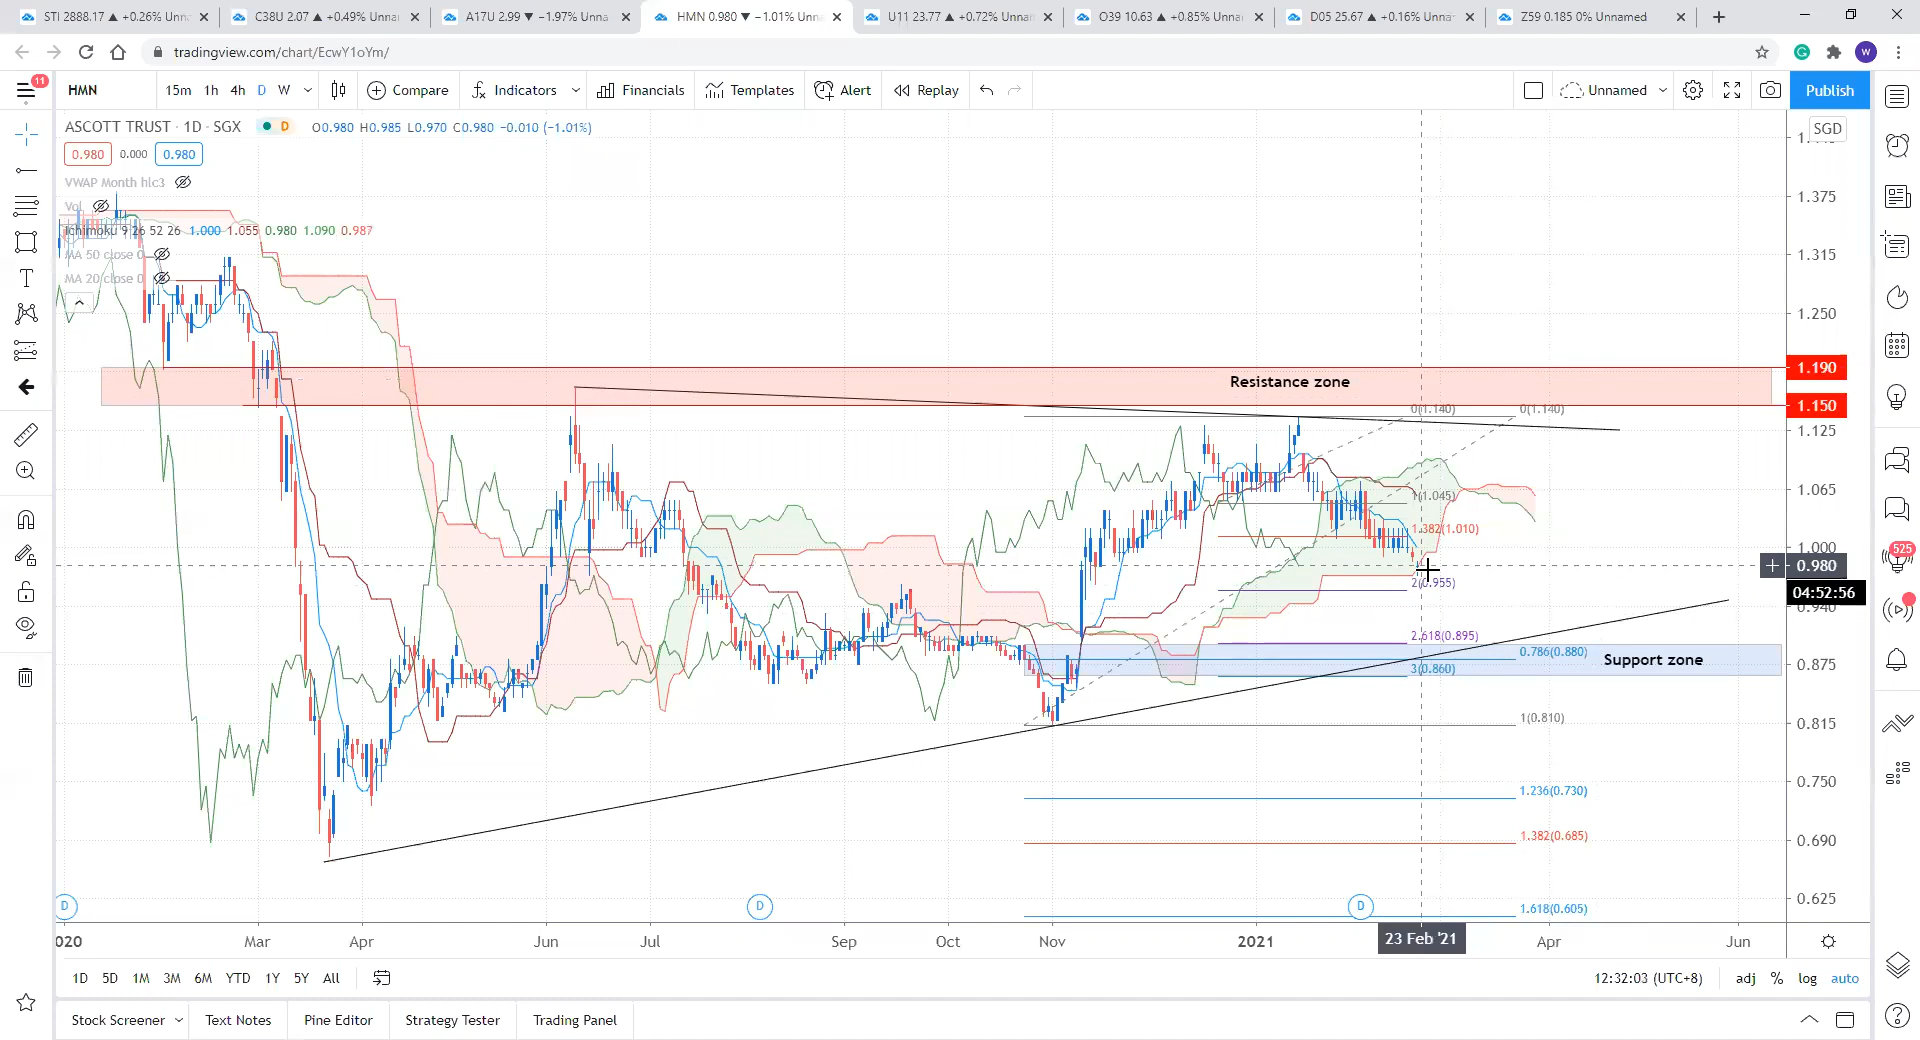 STI 2888.17 ▲ +0.26% Unna
C38U 2.07 ▲ +0.49% Unnar
A17U 2.99 ▼ −1.97% Unna
HMN 0.980 ▼ −1.01% Unn
U11 23.77 ▲ +0.72% Unnar
O39 10.63 ▲ +0.85% Unnar
D05 25.67 ▲ +0.16% Unna
Z59 0.185 0% Unnamed
tradingview.com/chart/EcwY1oYm/
W
11
HMN
15m 1h 4h D W
Compare
Indicators
Financials
Templates
Alert
Replay
Unnamed
Publish
ASCOTT TRUST · 1D · SGX
D
O0.980 H0.985 L0.970 C0.980 −0.010 (−1.01%)
SGD
0.980 0.000 0.980
VWAP Month hlc3
Vol
Ichimoku 9 26 52 26 1.000 1.055 0.980 1.090 0.987
MA 50 close 0
MA 20 close 0
1.375
1.315
1.250
1.190
Resistance zone
1.150
0(1.140)
0(1.140)
1.125
1.065
1(1.045)
1.382(1.010)
1.000
0.980
2(0.955)
04:52:56
0.940
2.618(0.895)
0.786(0.880)
Support zone
3(0.860)
0.875
1(0.810)
0.815
1.236(0.730)
0.750
1.382(0.685)
0.690
1.618(0.605)
0.625
525
D
D
D
020 Mar Apr Jun Jul Sep Oct Nov 2021 23 Feb '21 Apr Jun
1D 5D 1M 3M 6M YTD 1Y 5Y All
12:32:03 (UTC+8)
adj % log auto
Stock Screener
Text Notes
Pine Editor
Strategy Tester
Trading Panel